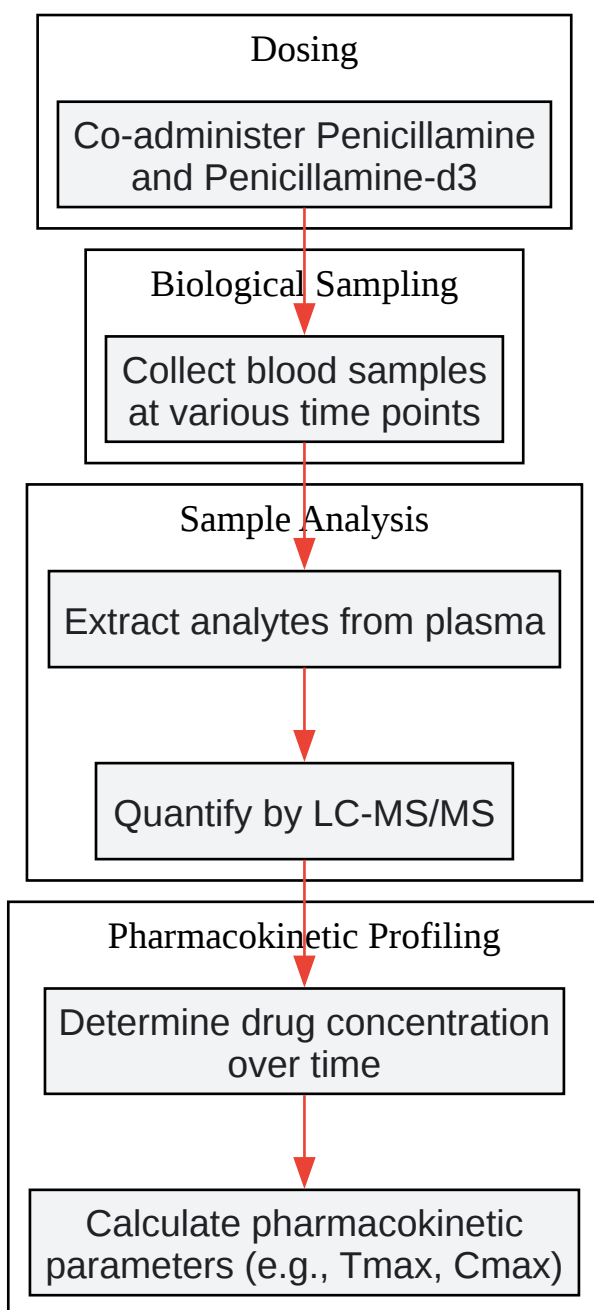 Dosing
Co-administer Penicillamine
and Penicillamine-d3
Biological Sampling
Collect blood samples
at various time points
Sample Analysis
Extract analytes from plasma
Quantify by LC-MS/MS
Pharmacokinetic Profiling
Determine drug concentration
over time
Calculate pharmacokinetic
parameters (e.g., Tmax, Cmax)